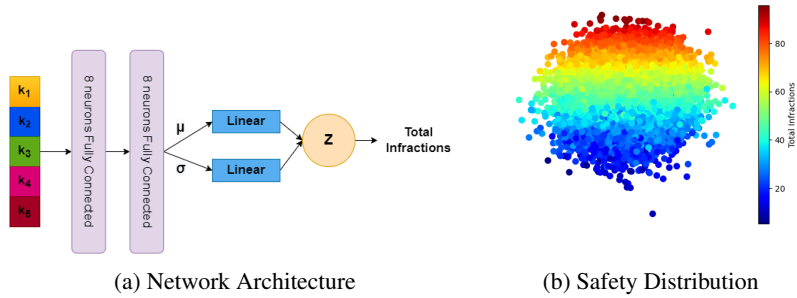 k1
k2
k3
k4
k5
8 neurons Fully Connected
8 neurons Fully Connected
μ
σ
Linear
Linear
Z
Total
Infractions
80
60
40
20
Total Infractions
(a) Network Architecture
(b) Safety Distribution